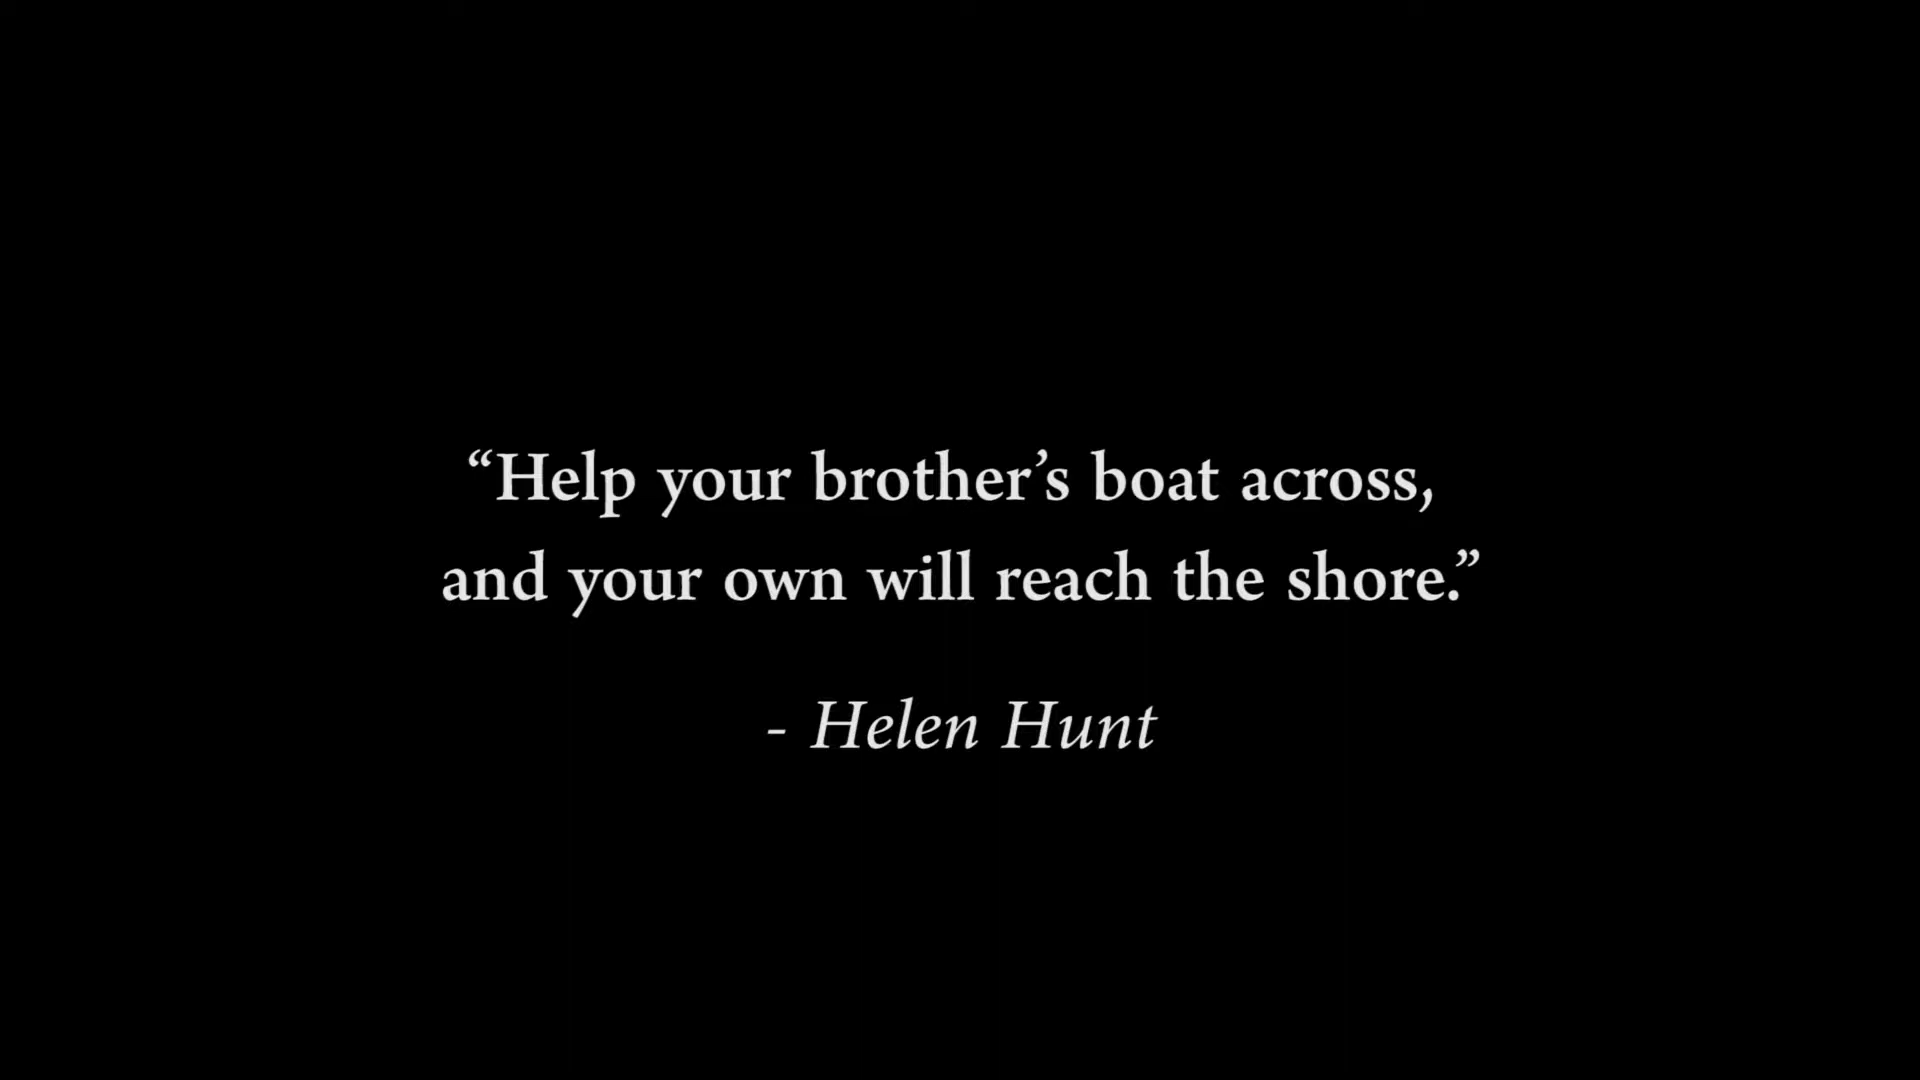 “Help your brother’s boat across,
and your own will reach the shore.”
- Helen Hunt